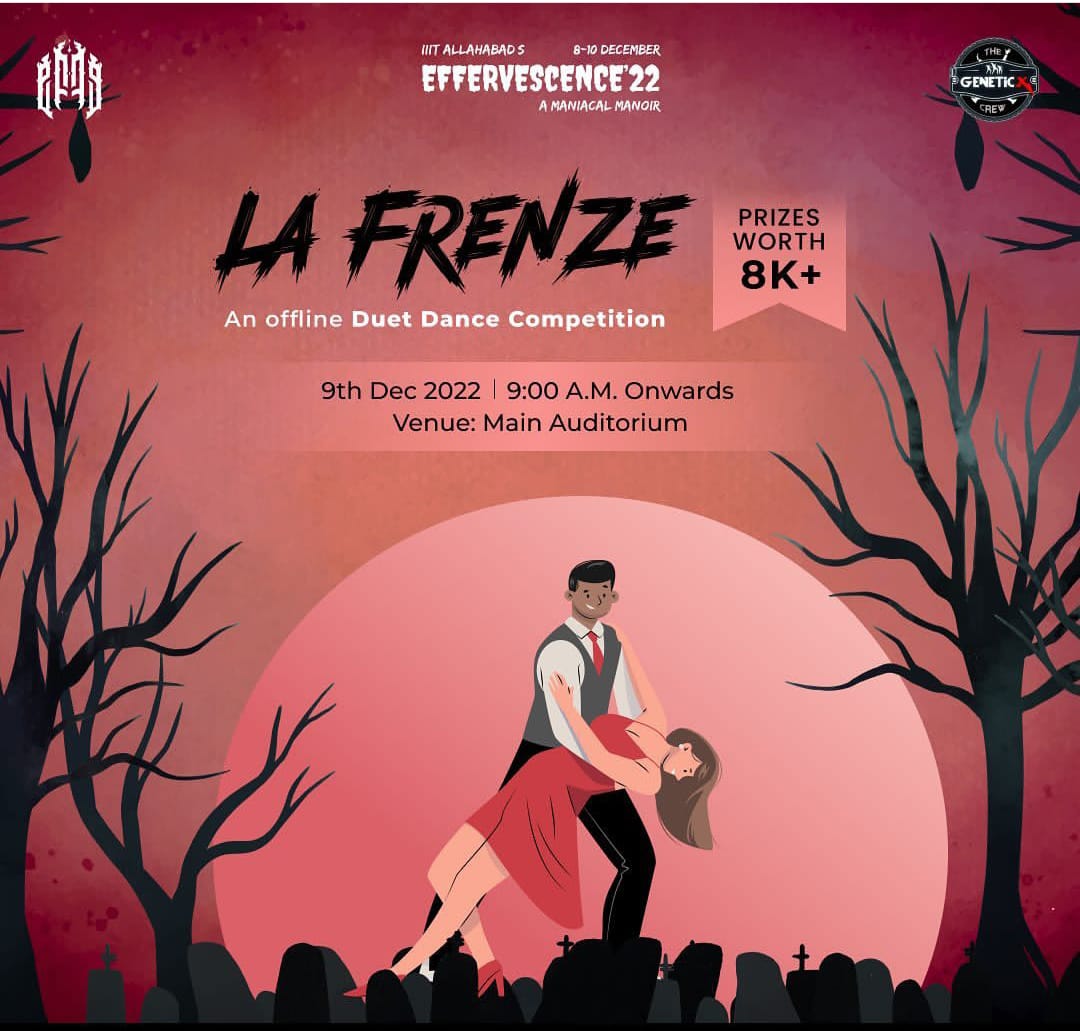 IIIT ALLAHABAD S 8-10 DECEMBER
EFFERVESCENCE'22
A MANIACAL MANOIR
THE
GENETICX
CREW
LA FRENZE
PRIZES
WORTH
8K+
An offline Duet Dance Competition
9th Dec 2022 | 9:00 A.M. Onwards
Venue: Main Auditorium